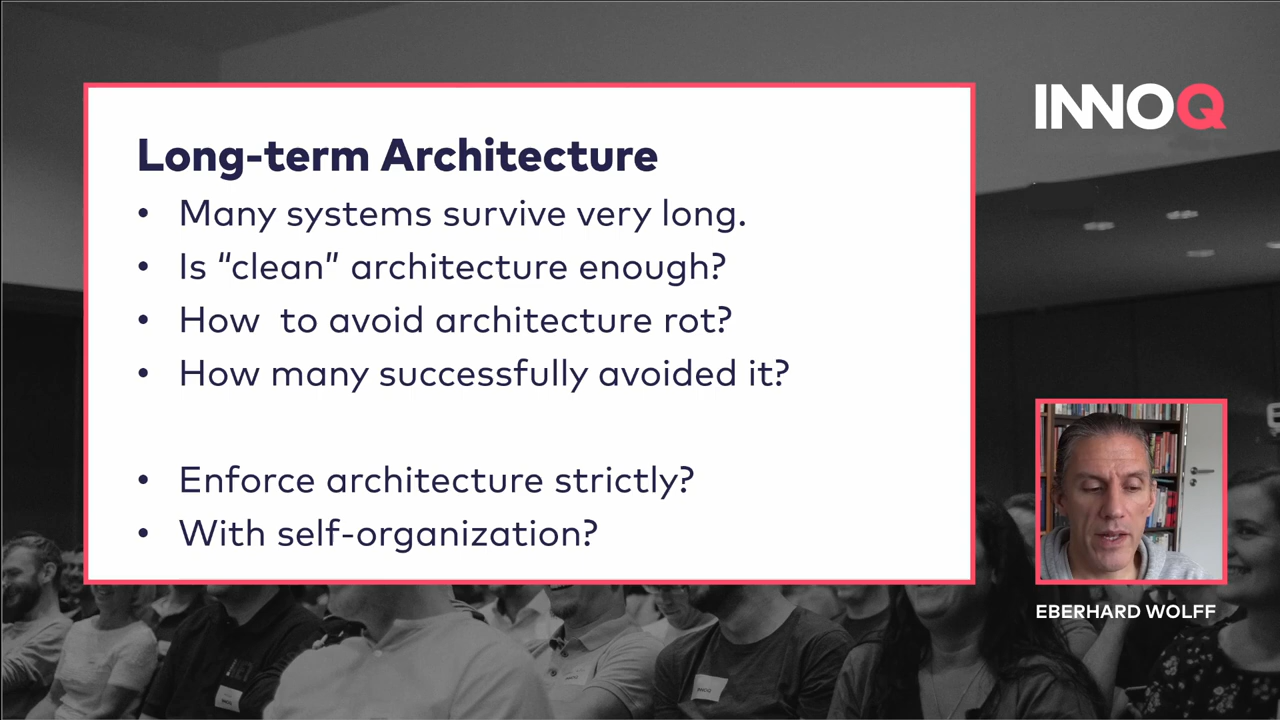 INNOQ
Long-term Architecture
• Many systems survive very long.
• Is “clean” architecture enough?
• How  to avoid architecture rot?
• How many successfully avoided it?
• Enforce architecture strictly?
• With self-organization?
EBERHARD WOLFF